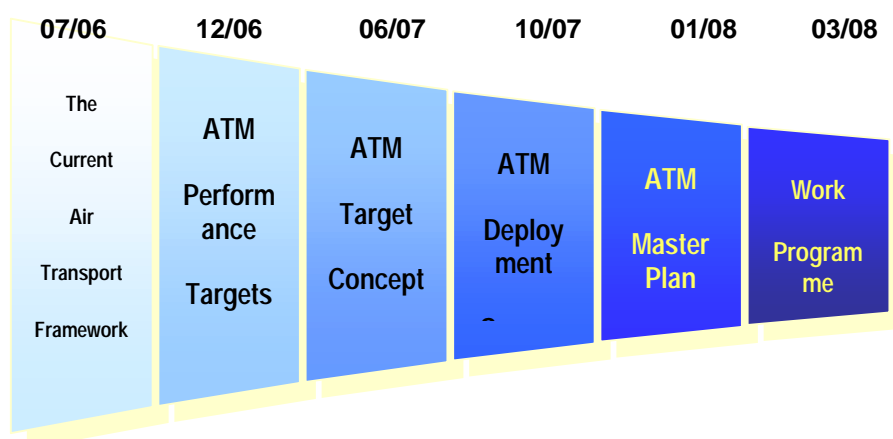 07/06 12/06 06/07 10/07 01/08 03/08
The
Current
Air
Transport
Framework
ATM
Perform
ance
Targets
ATM
Target
Concept
ATM
Deploy
ment
ATM
Master
Plan
Work
Program
me